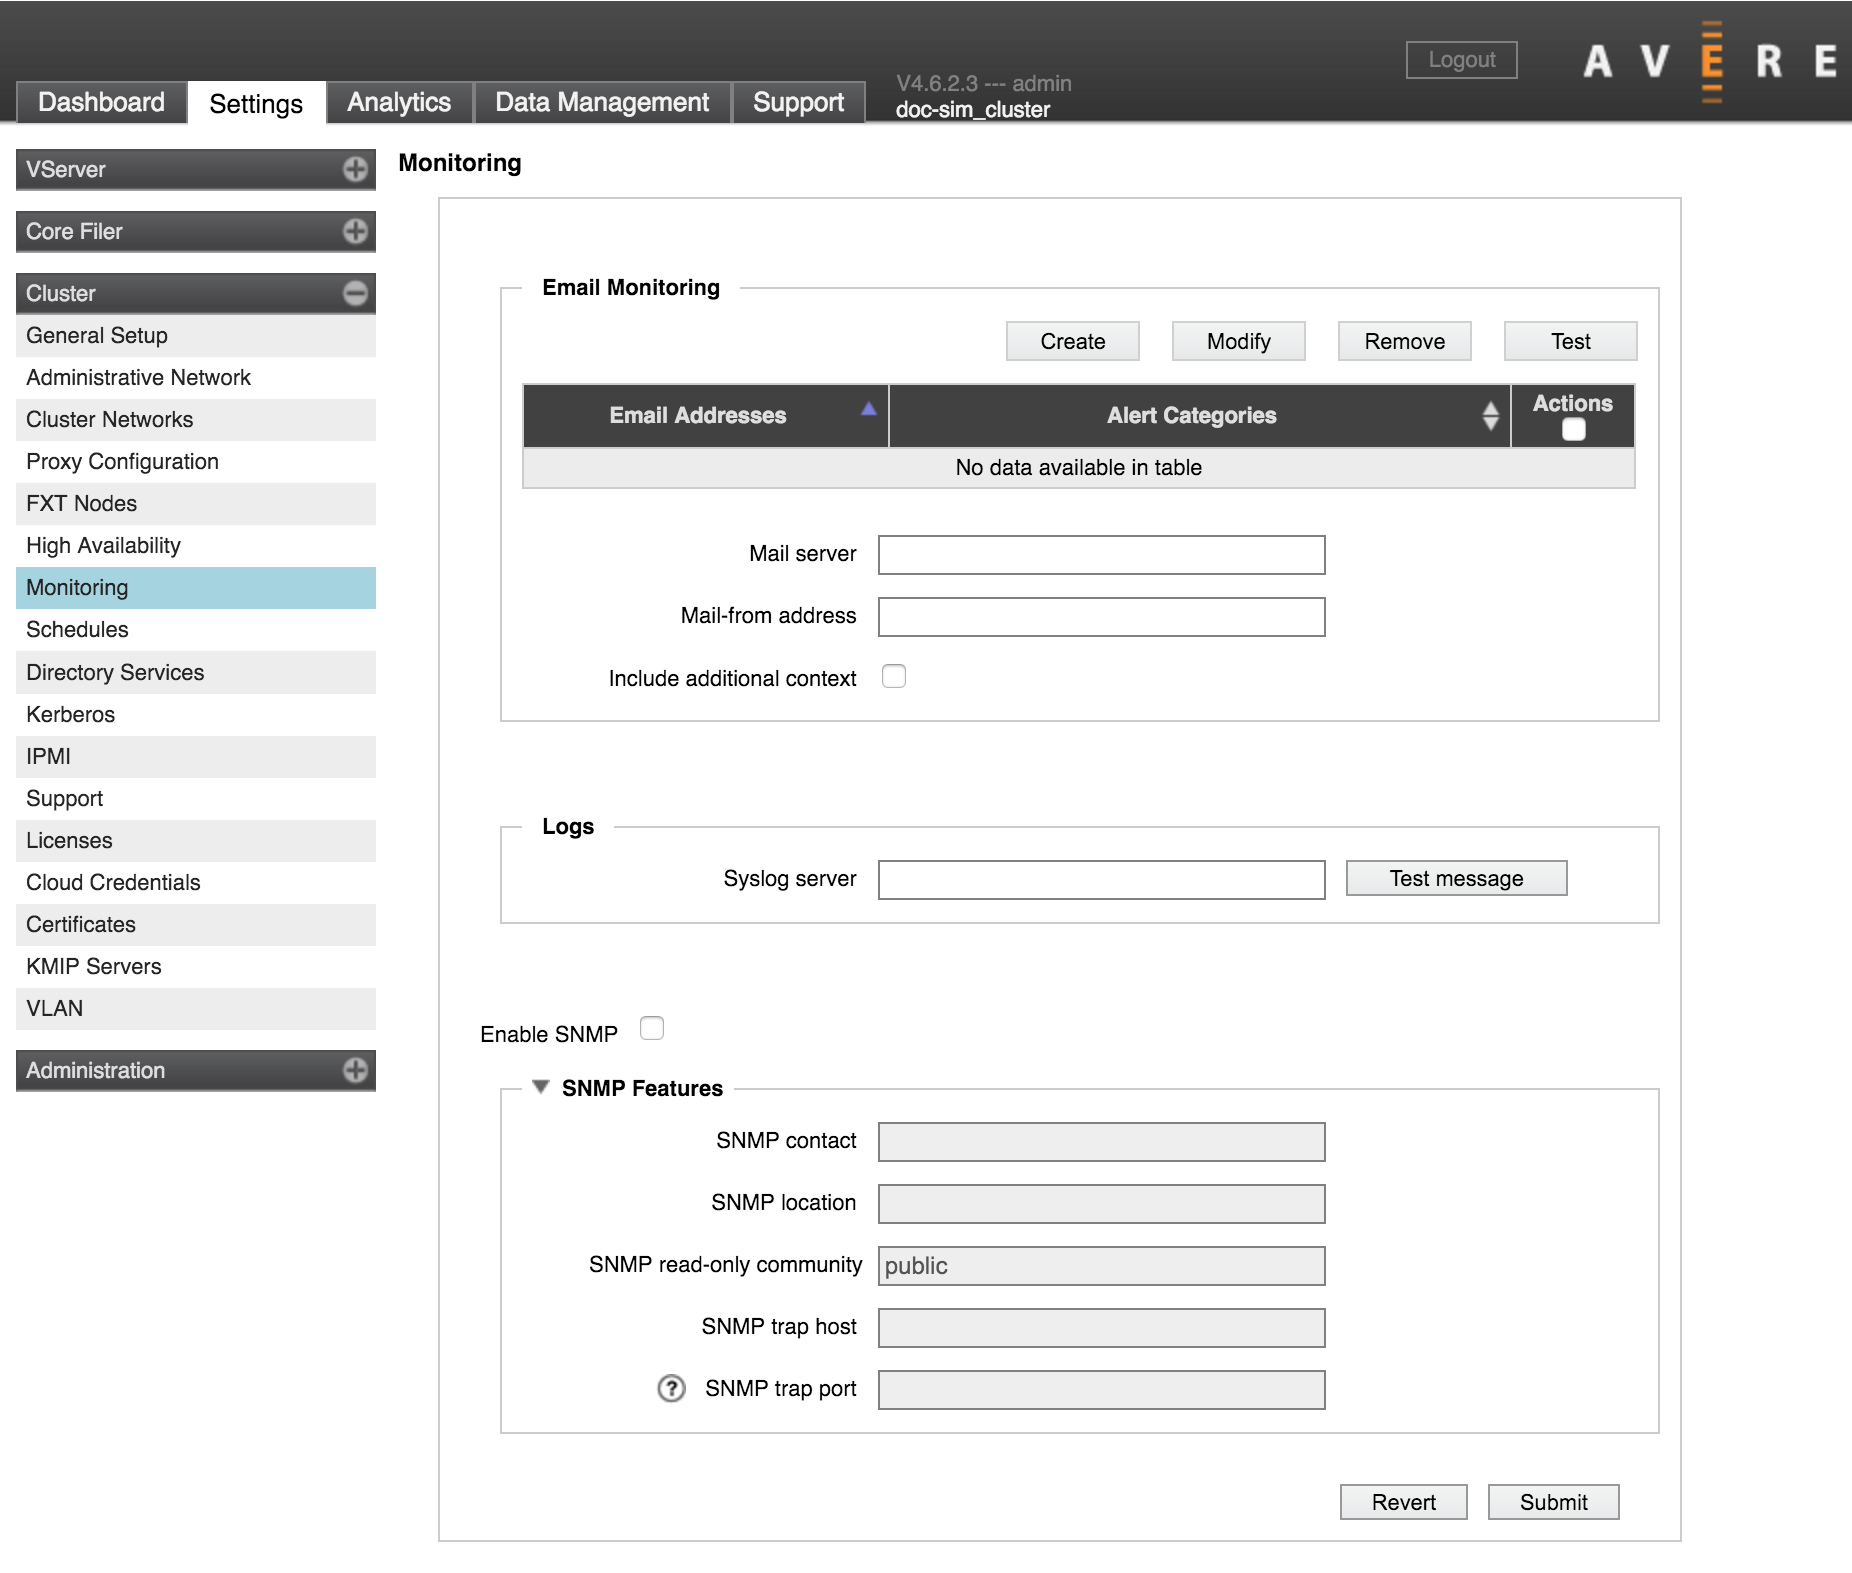 Logout
AVERE
V4.6.2.3 --- admin
Dashboard Settings Analytics Data Management Support
doc-sim_cluster
VServer
Core Filer
Cluster
General Setup
Administrative Network
Cluster Networks
Proxy Configuration
FXT Nodes
High Availability
Monitoring
Schedules
Directory Services
Kerberos
IPMI
Support
Licenses
Cloud Credentials
Certificates
KMIP Servers
VLAN
Administration
Monitoring
Email Monitoring
Create Modify Remove Test
Email Addresses Alert Categories Actions
No data available in table
Mail server
Mail-from address
Include additional context
Logs
Syslog server Test message
Enable SNMP
SNMP Features
SNMP contact
SNMP location
SNMP read-only community public
SNMP trap host
? SNMP trap port
Revert Submit